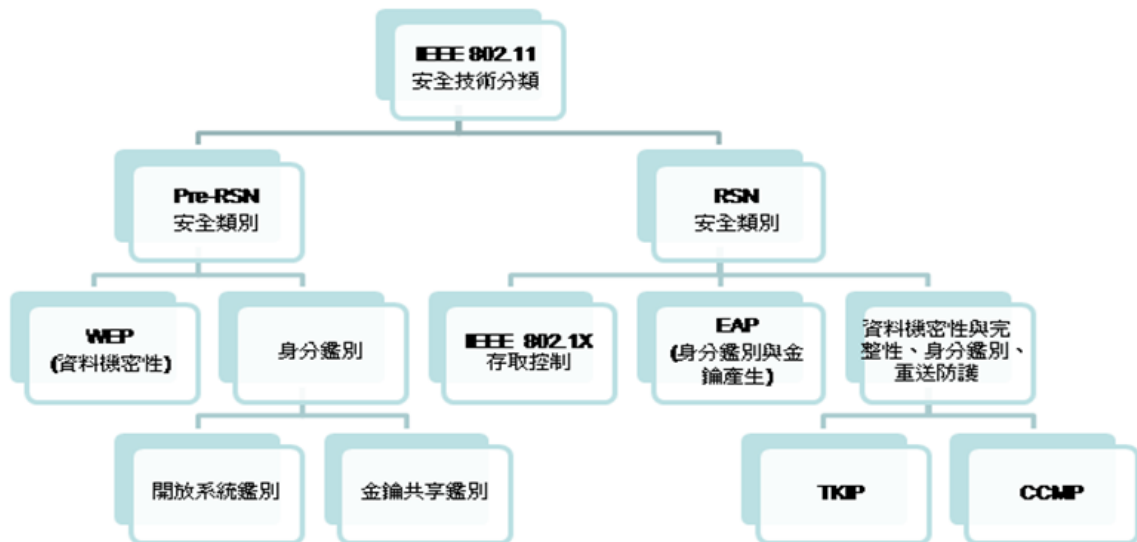 IEEE 802.11
安全技術分類
Pre-RSN
安全類別
RSN
安全類別
WEP
(資料機密性)
身分鑑別
IEEE 802.1X
存取控制
EAP
(身分鑑別與金
鑰產生)
資料機密性與完
整性、身分鑑別、
重送防護
開放系統鑑別
金鑰共享鑑別
TKIP
CCMP